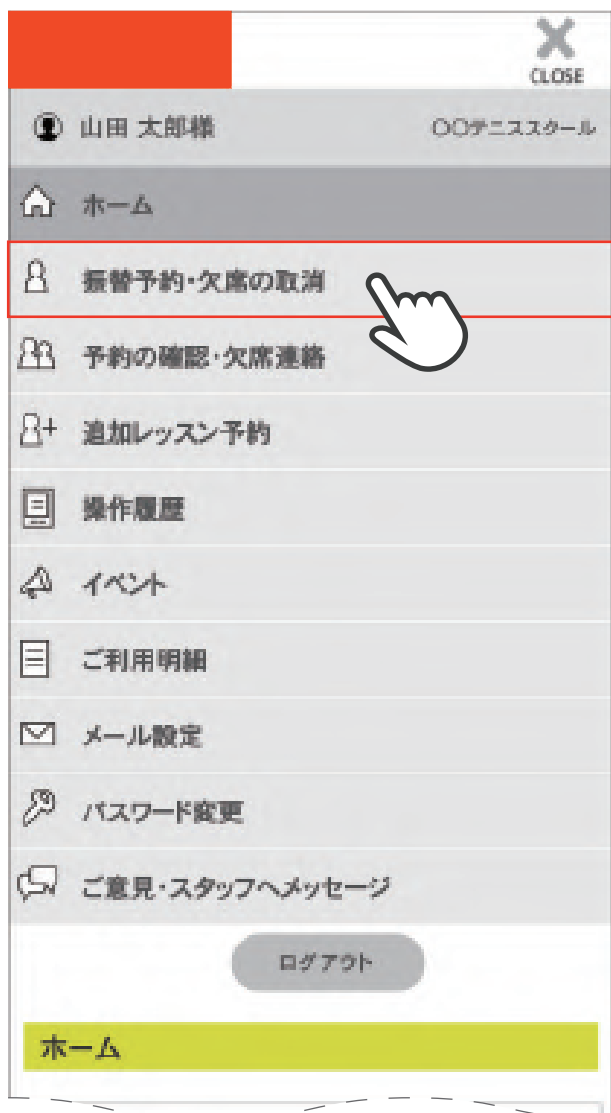 CLOSE
山田 太郎様 〇〇テニススクール
ホーム
振替予約・欠席の取消
予約の確認・欠席連絡
追加レッスン予約
操作履歴
イベント
ご利用明細
メール設定
パスワード変更
ご意見・スタッフへメッセージ
ログアウト
ホーム